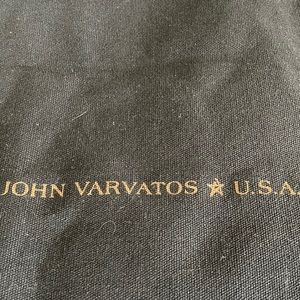 JOHN VARVATOS ★ U.S.A.